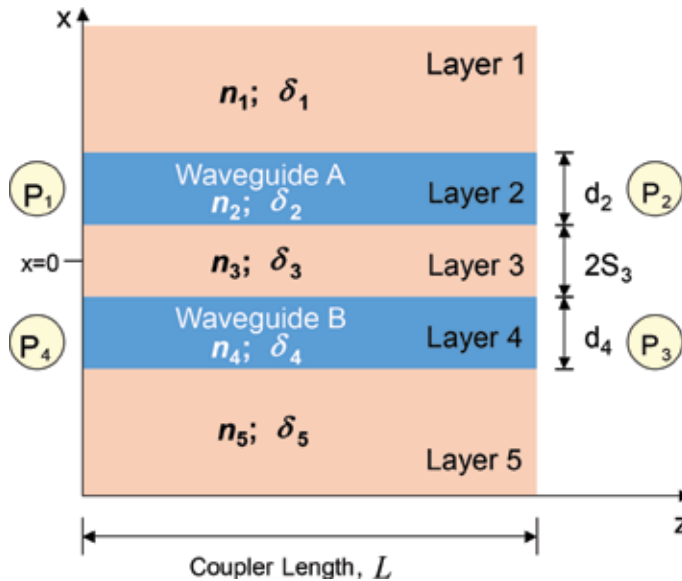 x
Layer 1
n₁; δ₁
Waveguide A
n₂; δ₂
Layer 2
P₁
P₂
d₂
x=0
n₃; δ₃
Layer 3
2S₃
Waveguide B
n₄; δ₄
Layer 4
P₄
P₃
d₄
n₅; δ₅
Layer 5
z
Coupler Length, L